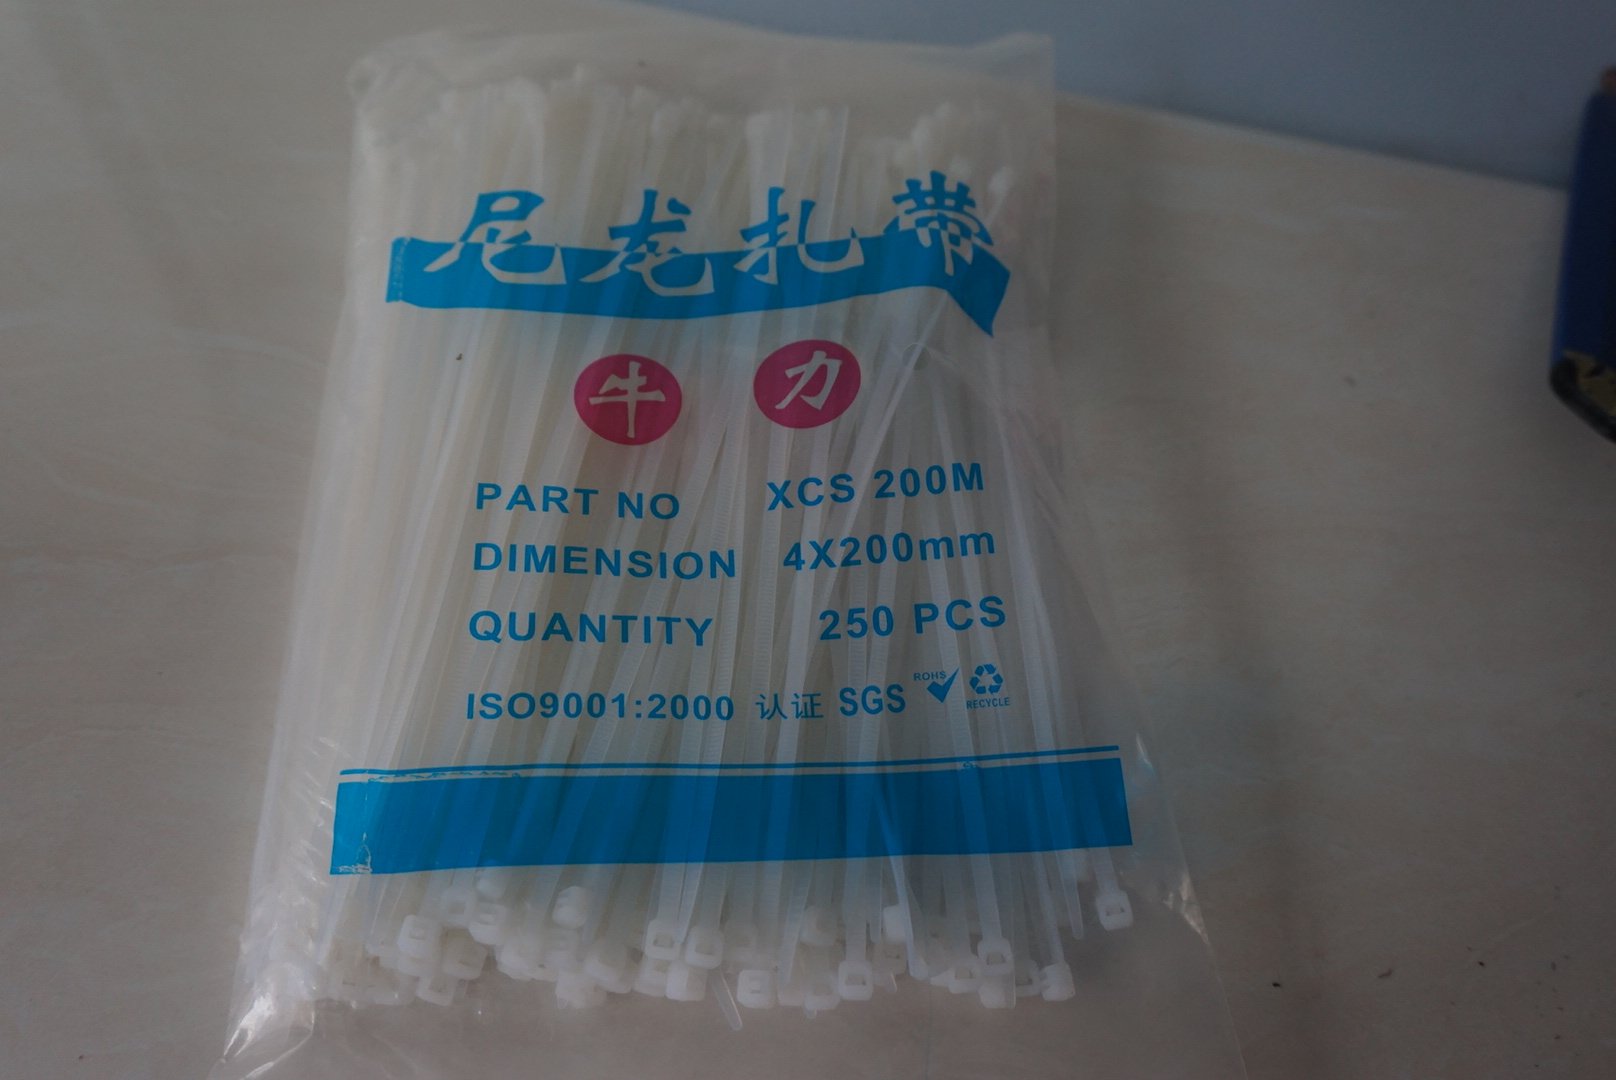 尼龙扎带
牛力
PART NO XCS 200M
DIMENSION 4X200mm
QUANTITY 250 PCS
ISO9001:2000 认证 SGS ROHS
RECYCLE